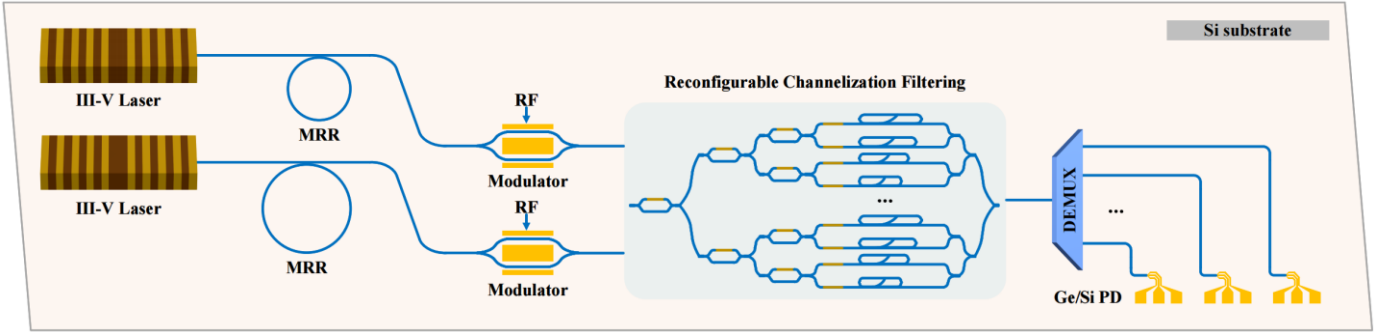 Si substrate
III-V Laser
MRR
RF
Modulator
Reconfigurable Channelization Filtering
III-V Laser
MRR
RF
Modulator
...
DEMUX
...
Ge/Si PD